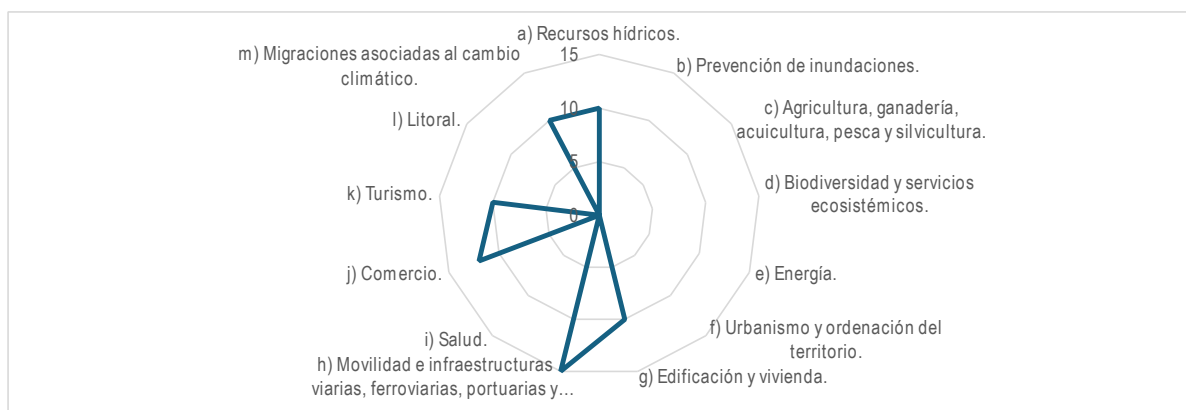 a) Recursos hídricos.
15
m) Migraciones asociadas al cambio
climático.
b) Prevención de inundaciones.
10
c) Agricultura, ganadería,
acuicultura, pesca y silvicultura.
l) Litoral.
5
d) Biodiversidad y servicios
ecosistémicos.
k) Turismo.
0
j) Comercio.
e) Energía.
i) Salud.
f) Urbanismo y ordenación del
territorio.
h) Movilidad e infraestructuras
viarias, ferroviarias, portuarias y...
g) Edificación y vivienda.